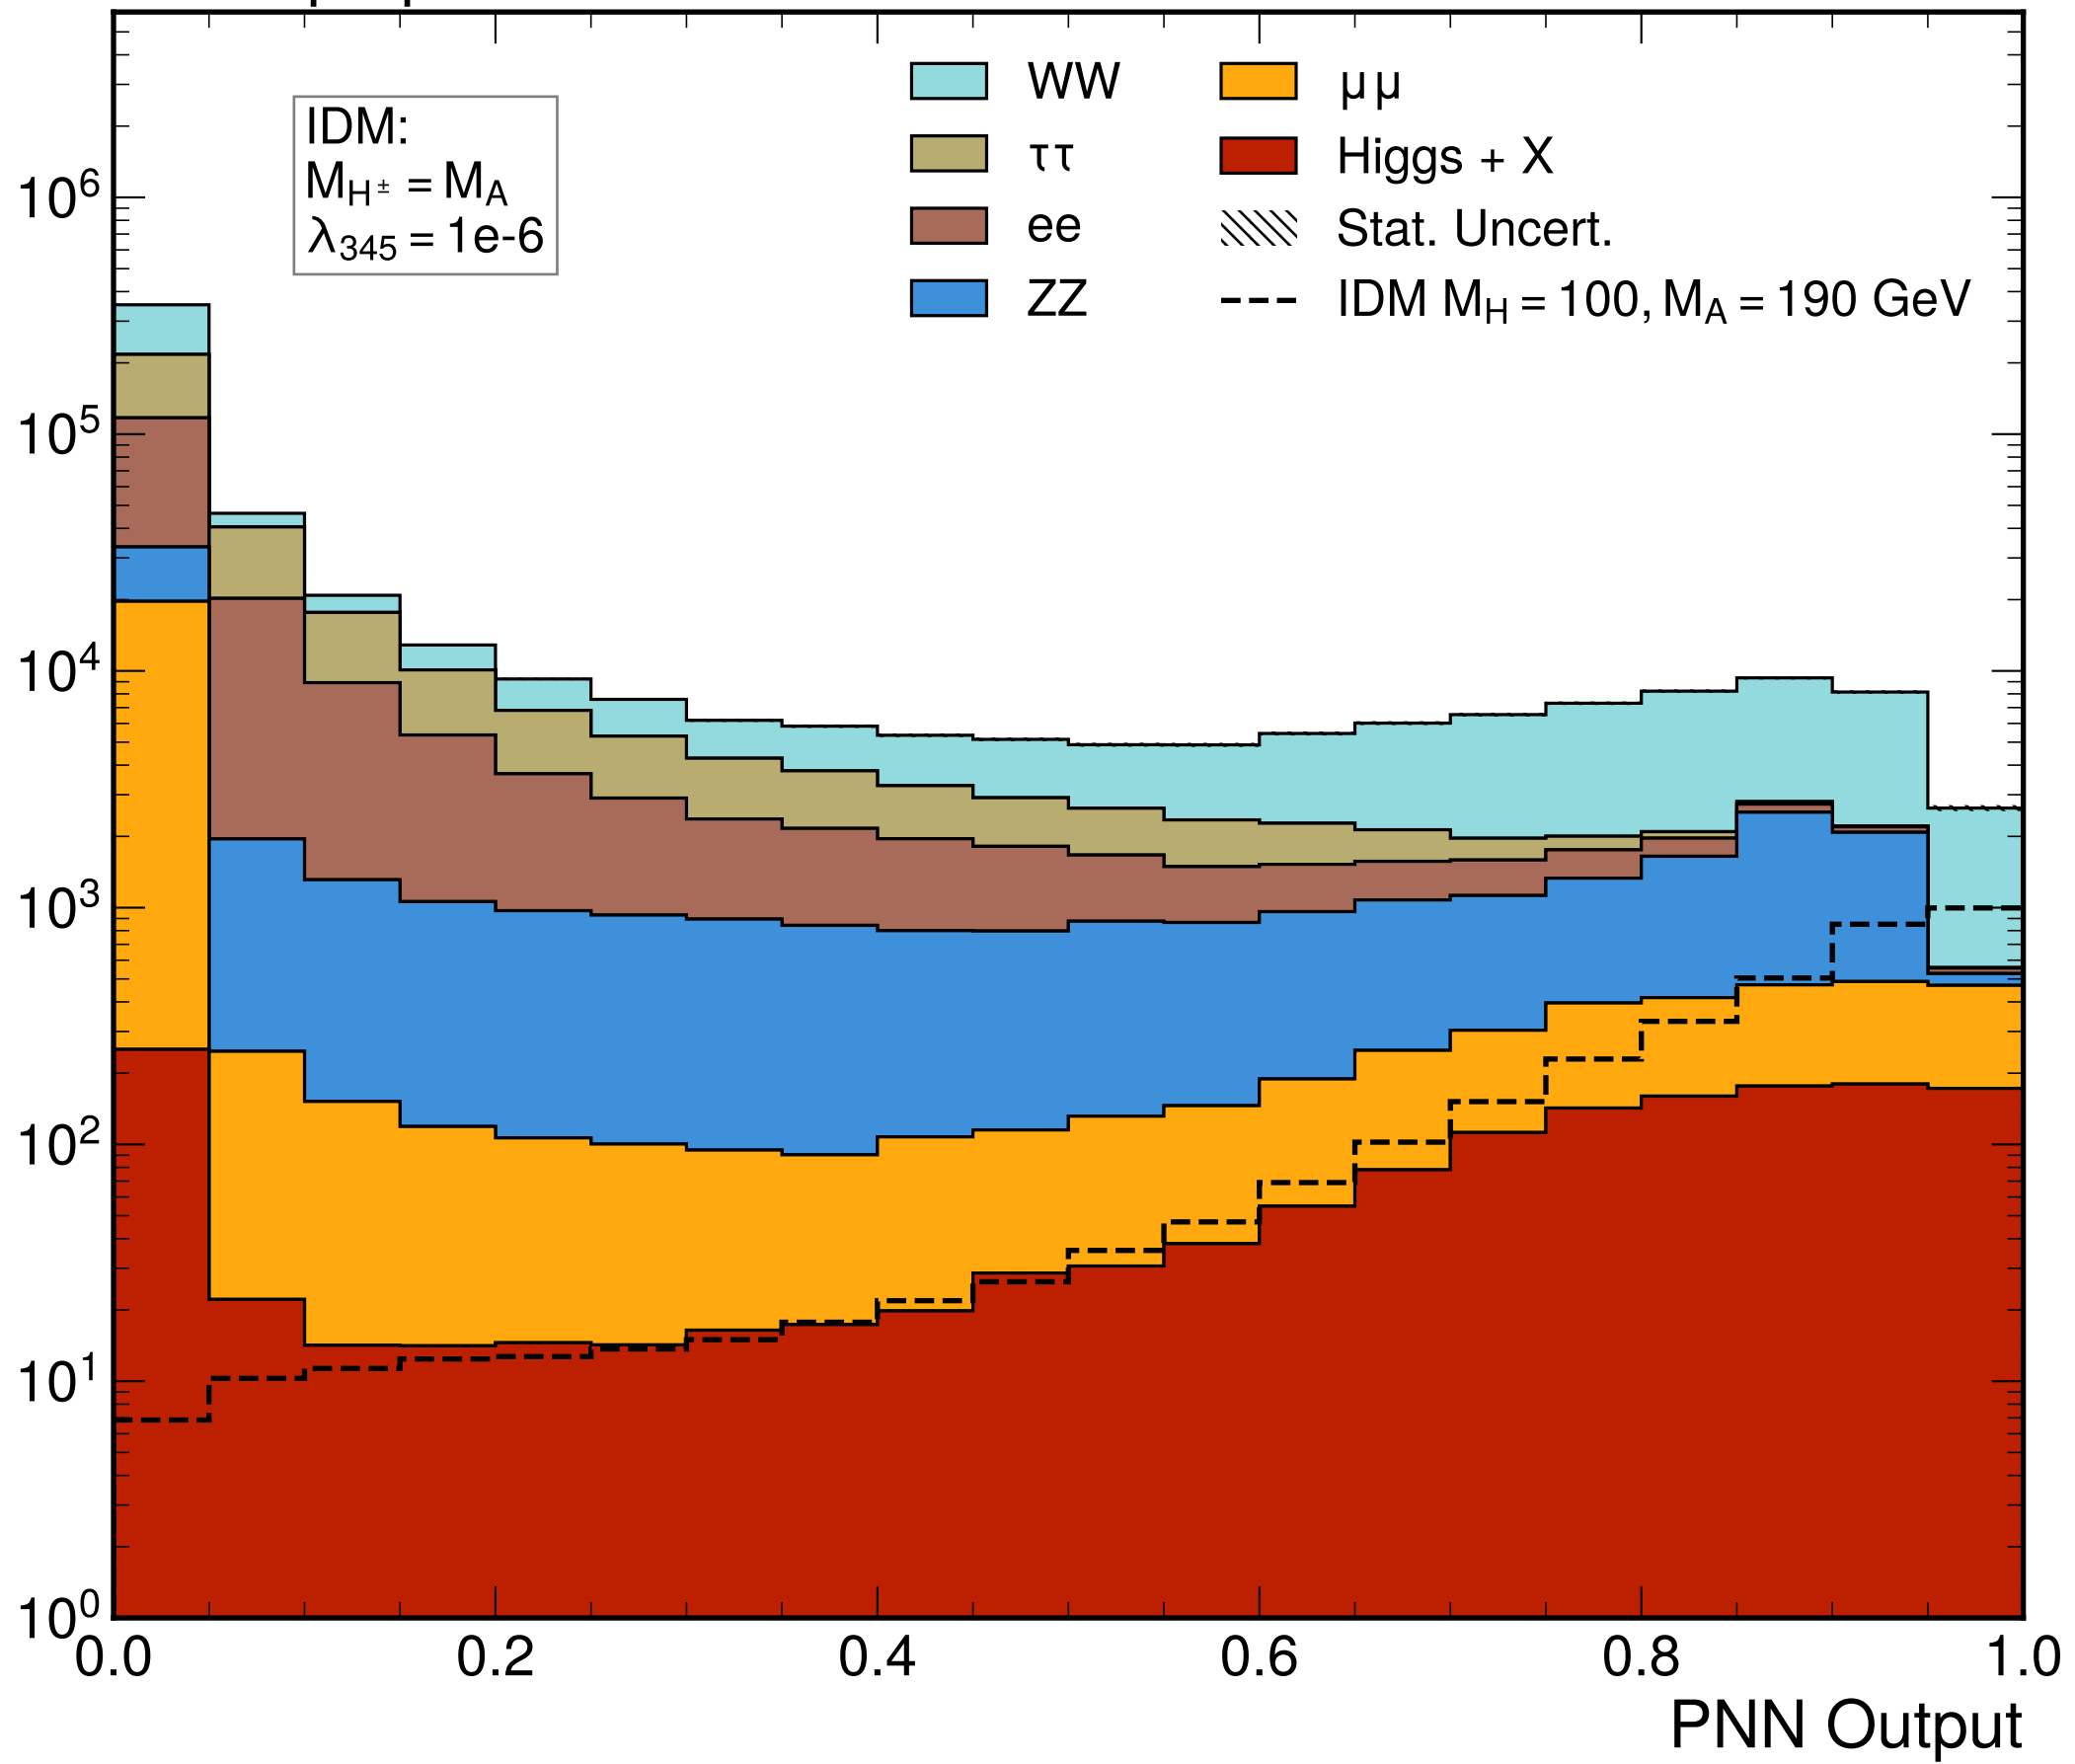 IDM:
M_H± = M_A
λ_345 = 1e-6
WW
ττ
ee
ZZ
μμ
Higgs + X
Stat. Uncert.
IDM M_H = 100, M_A = 190 GeV
10^6
10^5
10^4
10^3
10^2
10^1
10^0
0.0 0.2 0.4 0.6 0.8 1.0
PNN Output